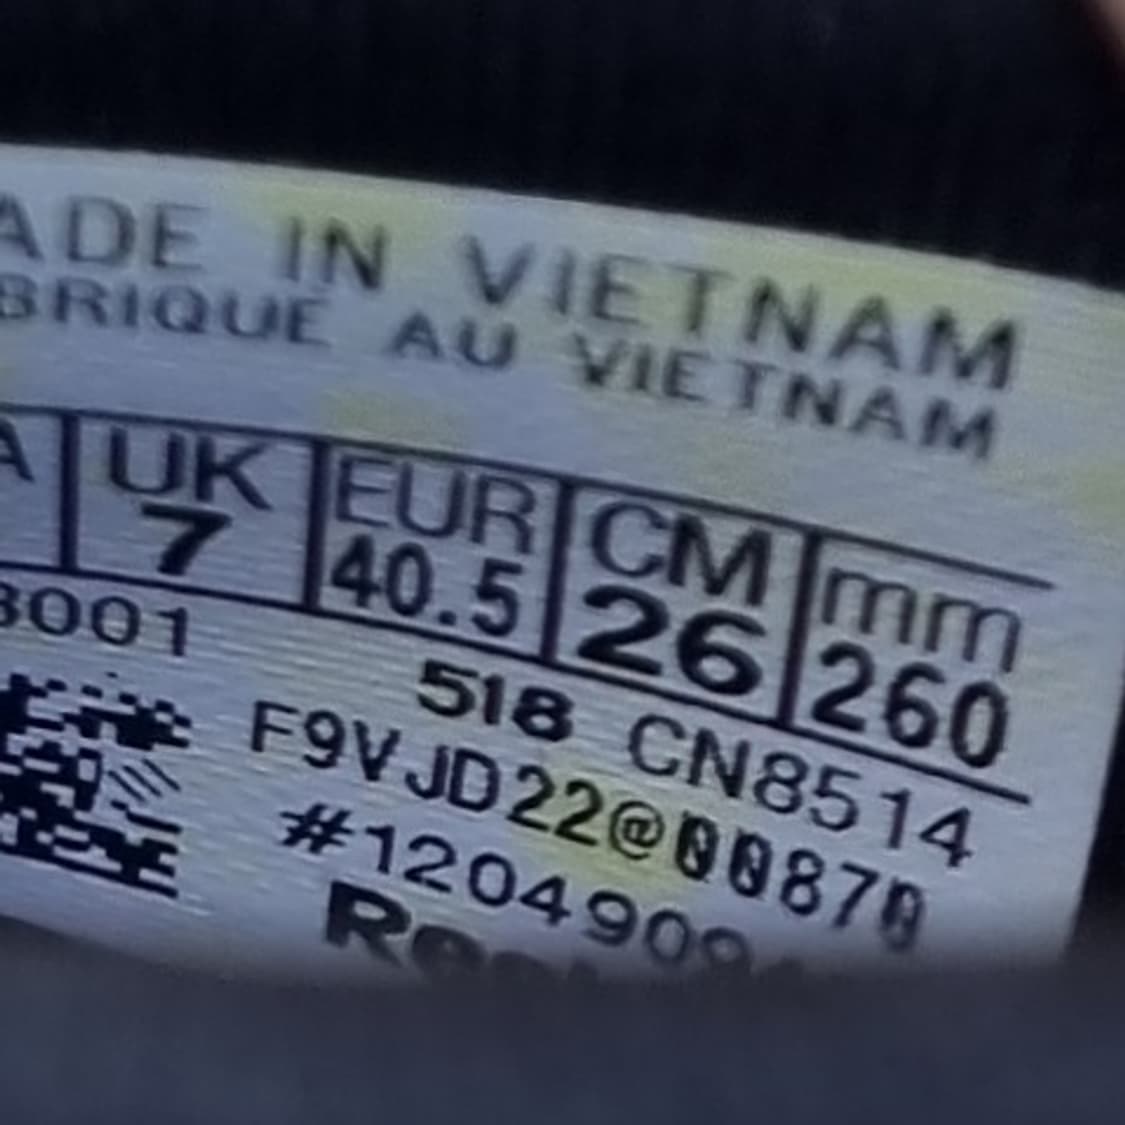 ADE IN VIETNAM
BRIQUE AU VIETNAM
A UK EUR CM mm
7 40.5 26 260
3001
518 CN8514
F9VJD22@00870
#1204909